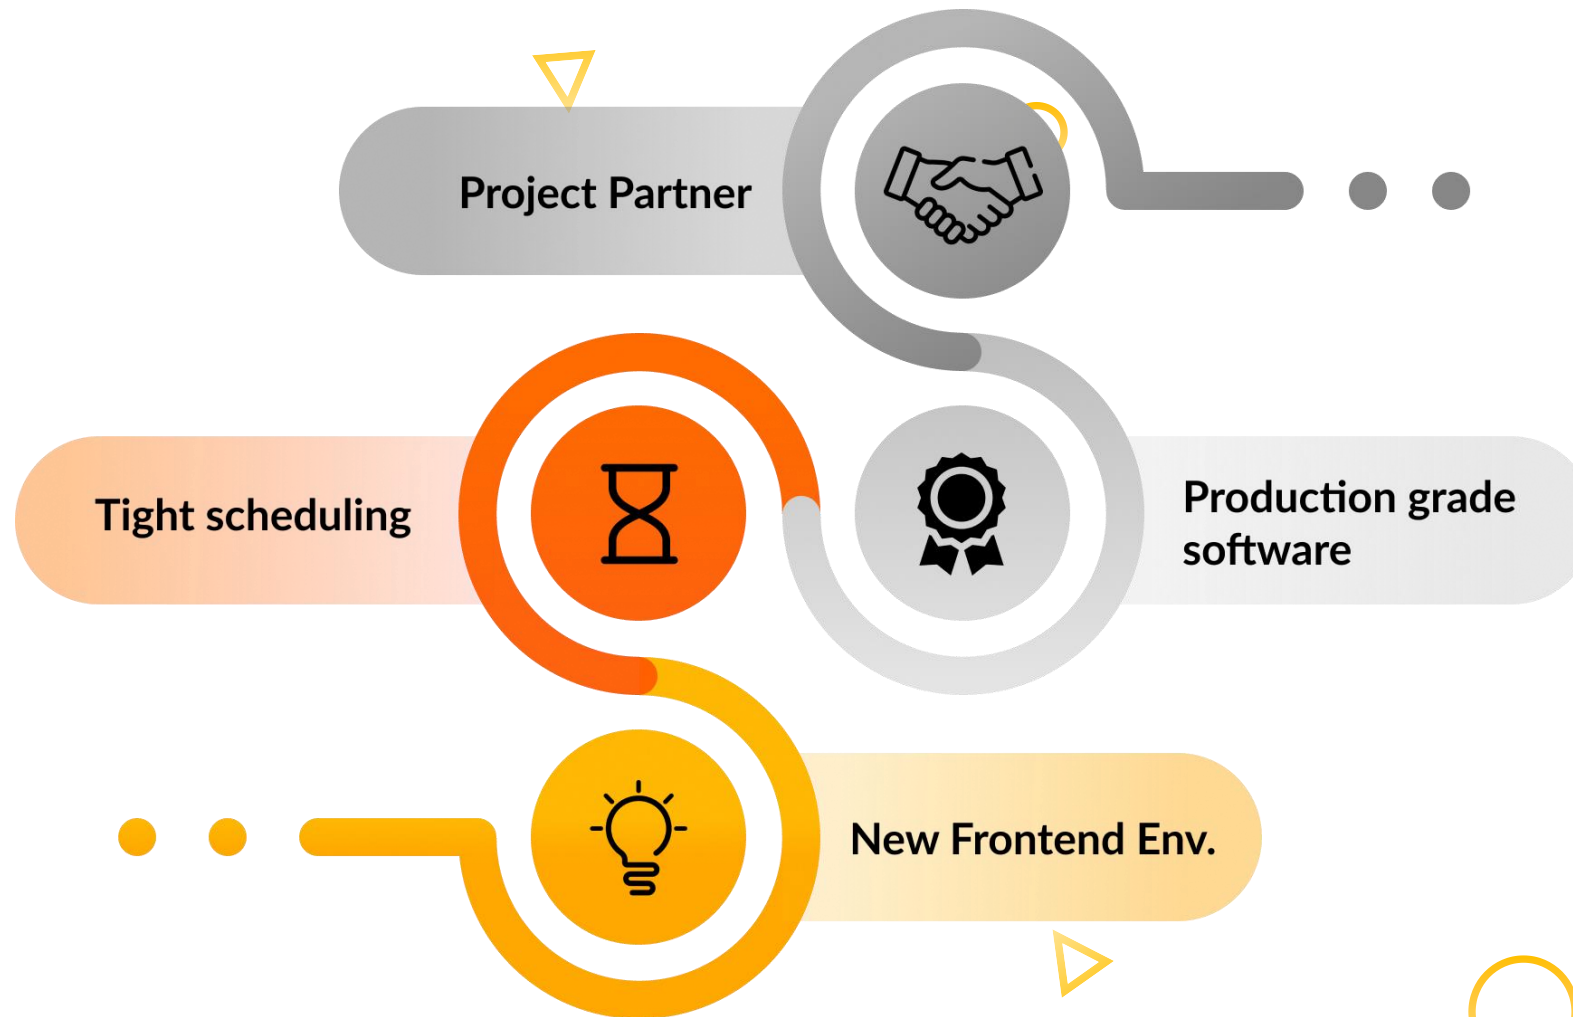 Project Partner
Tight scheduling
Production grade
software
New Frontend Env.